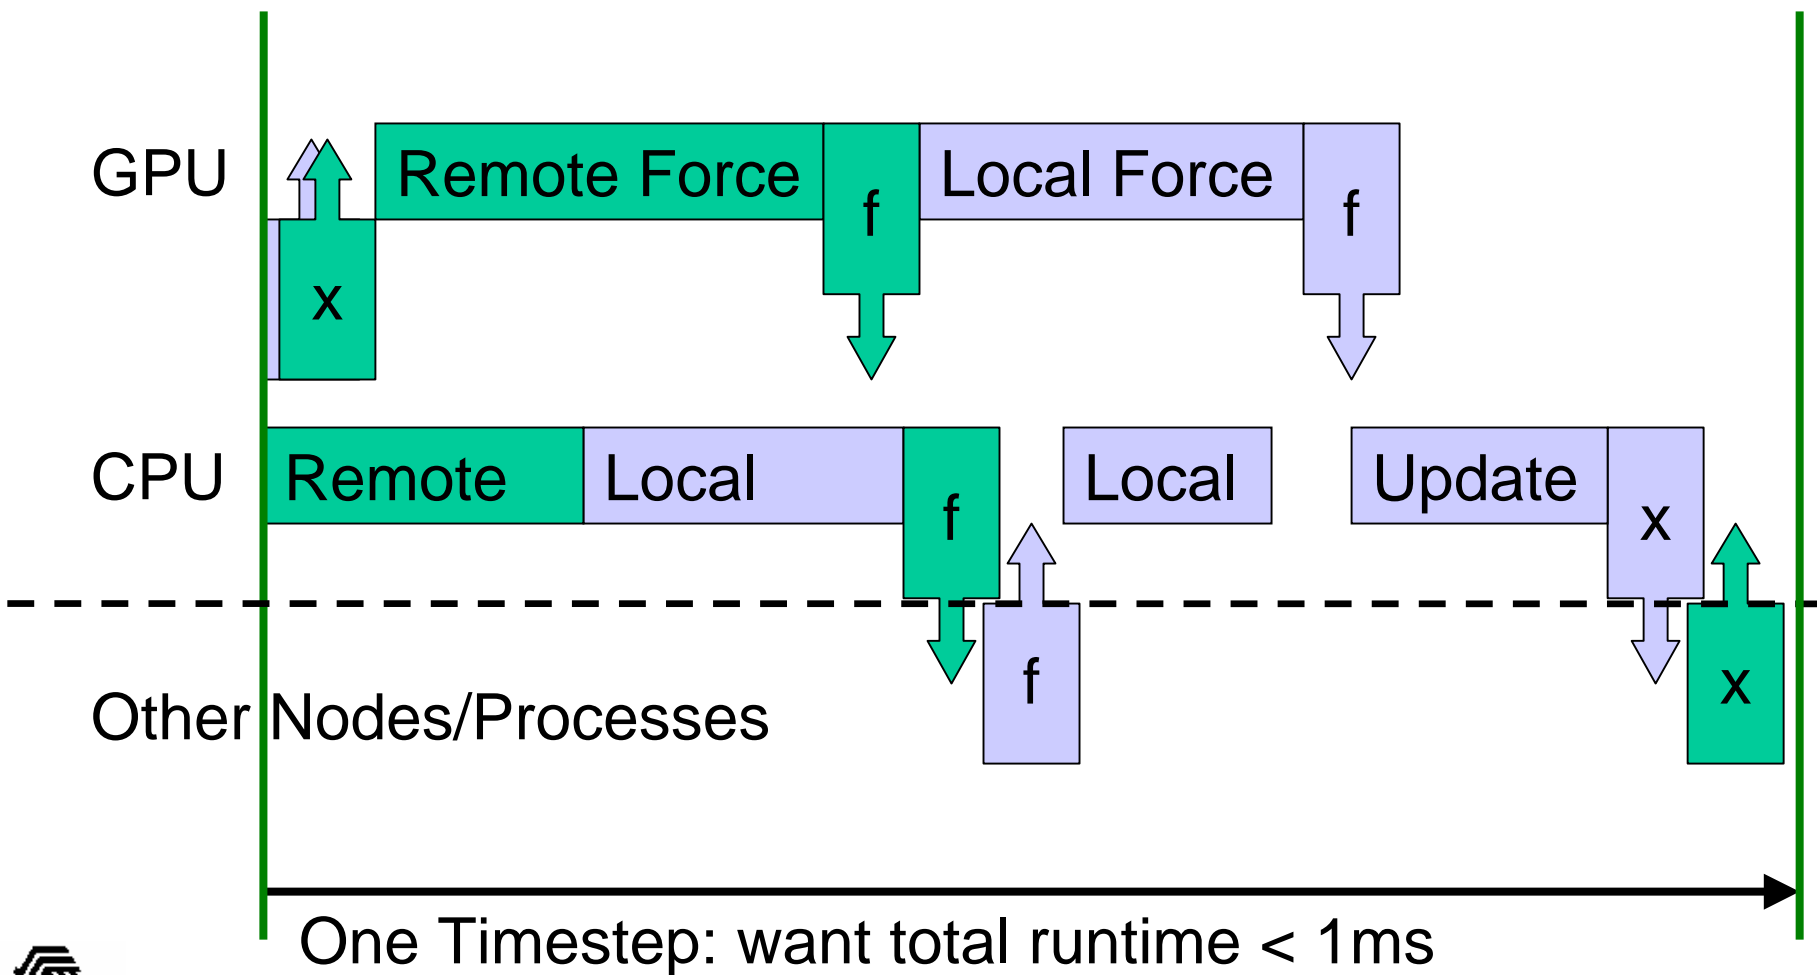 GPU
Remote Force
f
Local Force
f
x
CPU
Remote
Local
f
Local
Update
x
f
x
Other Nodes/Processes
One Timestep: want total runtime < 1ms